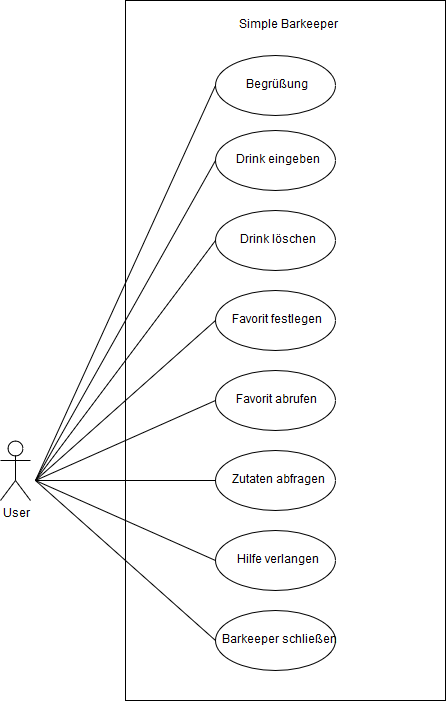 Simple Barkeeper
Begrüßung
Drink eingeben
Drink löschen
Favorit festlegen
Favorit abrufen
Zutaten abfragen
Hilfe verlangen
Barkeeper schließen
User